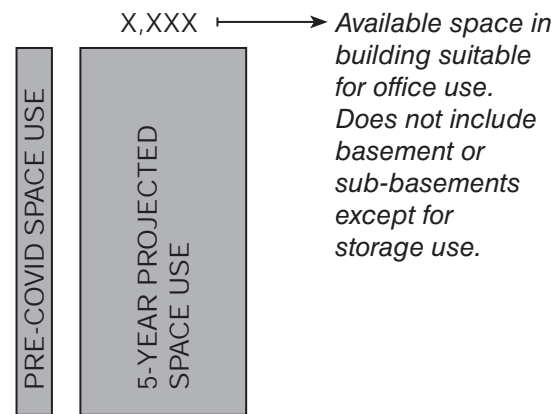 X,XXX
Available space in
building suitable
for office use.
Does not include
basement or
sub-basements
except for
storage use.
PRE-COVID SPACE USE
5-YEAR PROJECTED
SPACE USE